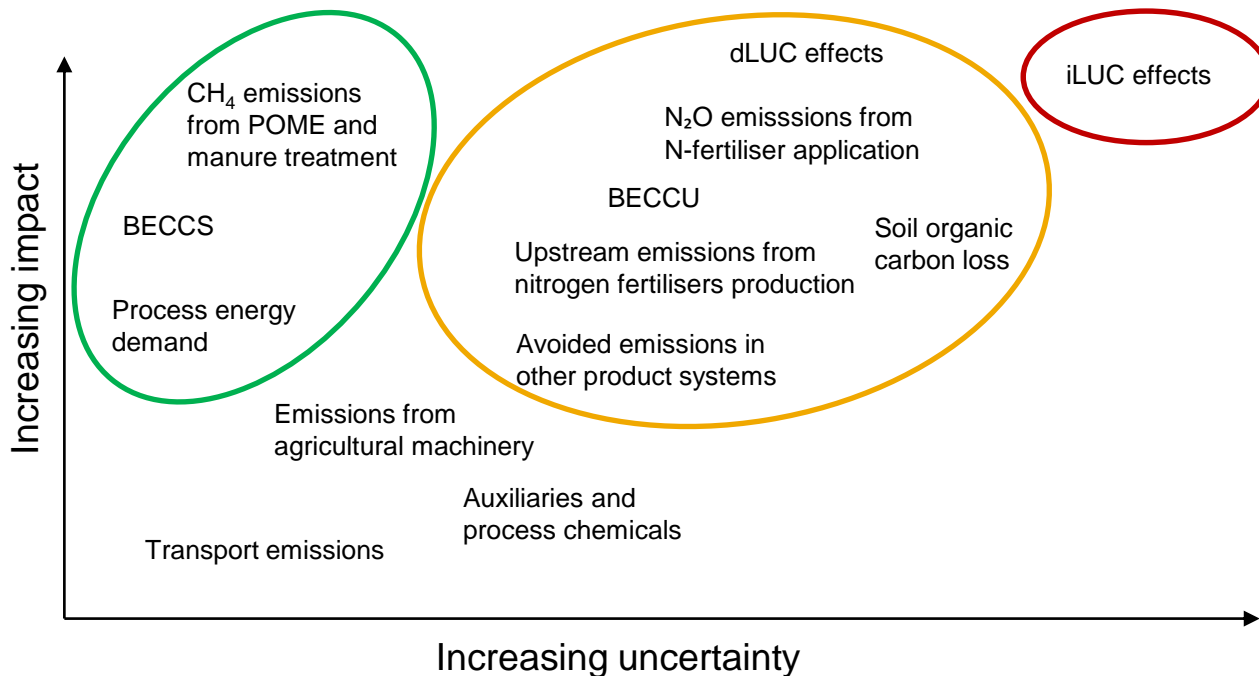 dLUC effects
iLUC effects
CH₄ emissions
from POME and
manure treatment
N₂O emisssions from
N-fertiliser application
BECCU
BECCS
Soil organic
carbon loss
Upstream emissions from
nitrogen fertilisers production
Process energy
demand
Avoided emissions in
other product systems
Emissions from
agricultural machinery
Auxiliaries and
process chemicals
Transport emissions
Increasing impact
Increasing uncertainty